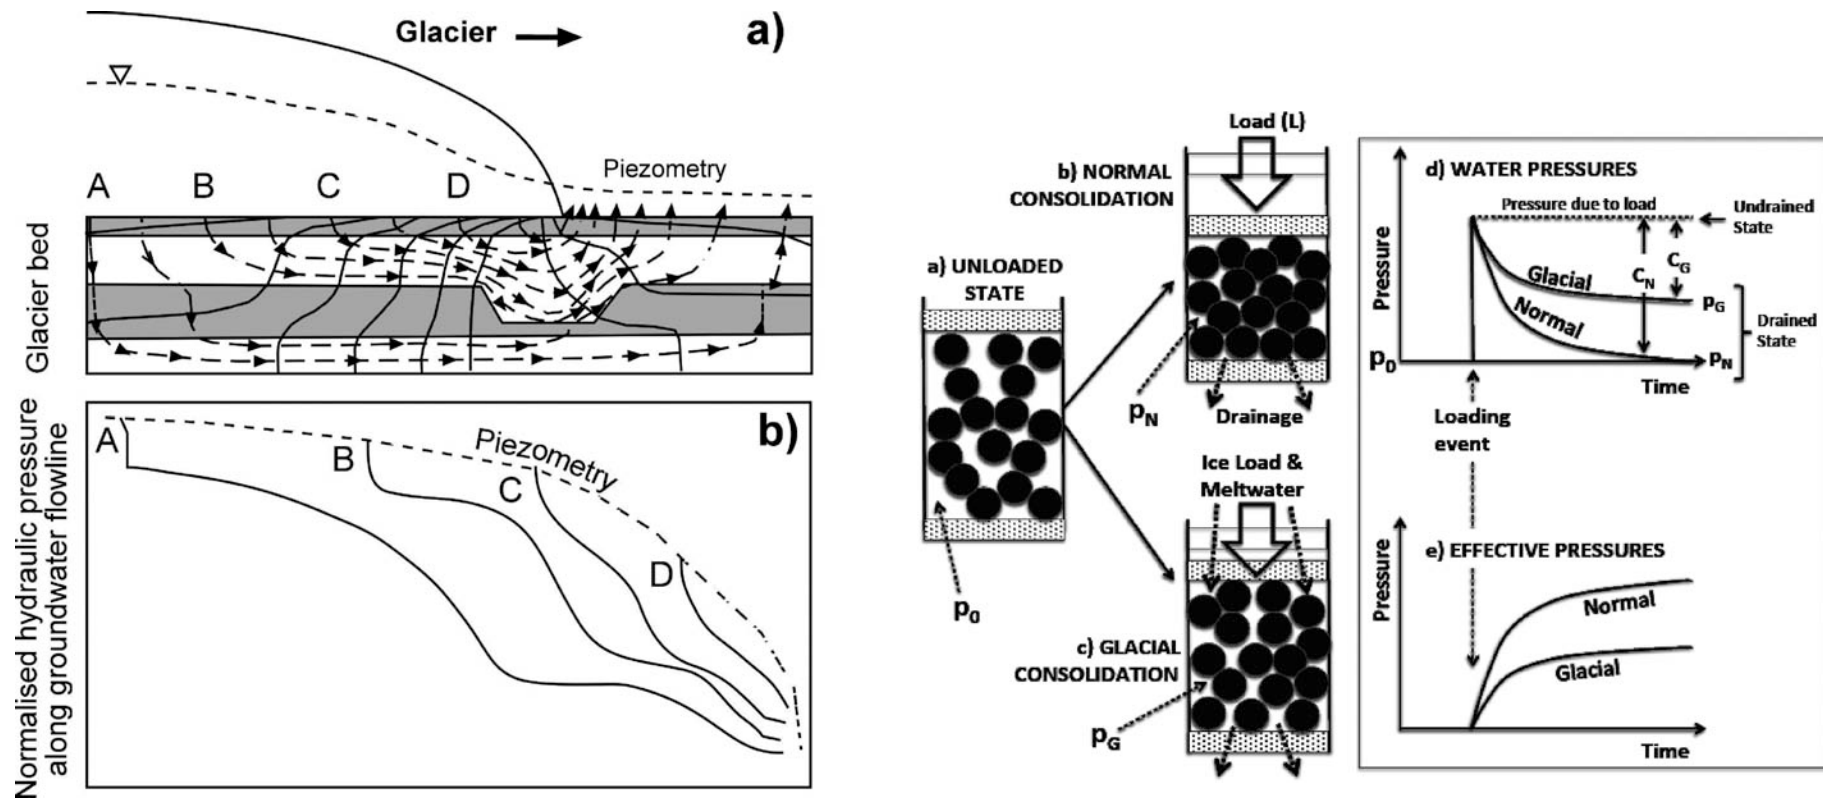 Glacier
a)
Piezometry
A
B
C
D
Glacier bed
b)
Piezometry
A
B
C
D
Normalised hydraulic pressure
along groundwater flowline
a) UNLOADED
STATE
p0
Load (L)
b) NORMAL
CONSOLIDATION
pN
Drainage
Ice Load &
Meltwater
c) GLACIAL
CONSOLIDATION
pG
d) WATER PRESSURES
Pressure due to load
Undrained
State
Pressure
Glacial
Normal
CN
CG
pG
pN
Drained
State
p0
Time
Loading
event
e) EFFECTIVE PRESSURES
Pressure
Normal
Glacial
Time